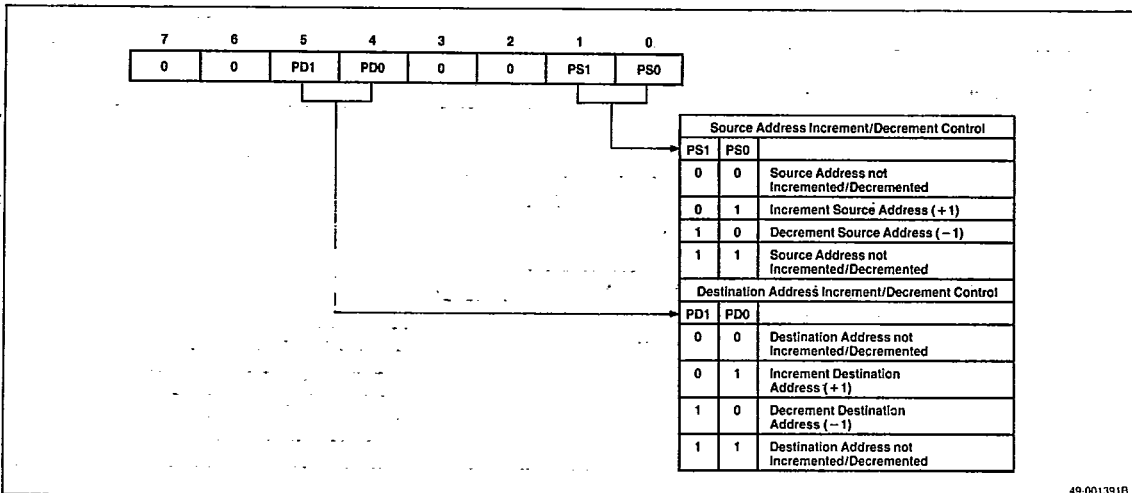 7 6 5 4 3 2 1 0
0 0 PD1 PD0 0 0 PS1 PS0
Source Address Increment/Decrement Control
PS1 PS0
0 0 Source Address not
Incremented/Decremented
0 1 Increment Source Address (+1)
1 0 Decrement Source Address (−1)
1 1 Source Address not
Incremented/Decremented
Destination Address Increment/Decrement Control
PD1 PD0
0 0 Destination Address not
Incremented/Decremented
0 1 Increment Destination
Address (+1)
1 0 Decrement Destination
Address (−1)
1 1 Destination Address not
Incremented/Decremented
49-001391B